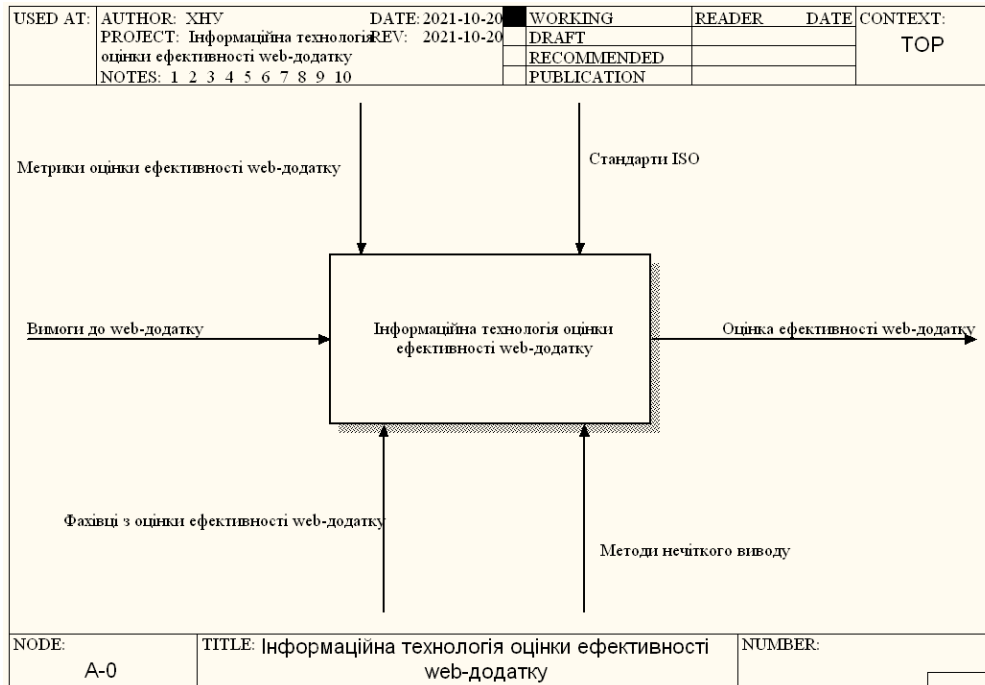 USED AT: AUTHOR: ХНУ DATE: 2021-10-20 WORKING READER DATE CONTEXT:
PROJECT: Інформаційна технологія REV: 2021-10-20 DRAFT TOP
оцінки ефективності web-додатку RECOMMENDED
NOTES: 1 2 3 4 5 6 7 8 9 10 PUBLICATION
Метрики оцінки ефективності web-додатку
Стандарти ISO
Вимоги до web-додатку
Інформаційна технологія оцінки
ефективності web-додатку
Оцінка ефективності web-додатку
Фахівці з оцінки ефективності web-додатку
Методи нечіткого виводу
NODE: TITLE: Інформаційна технологія оцінки ефективності NUMBER:
A-0 web-додатку